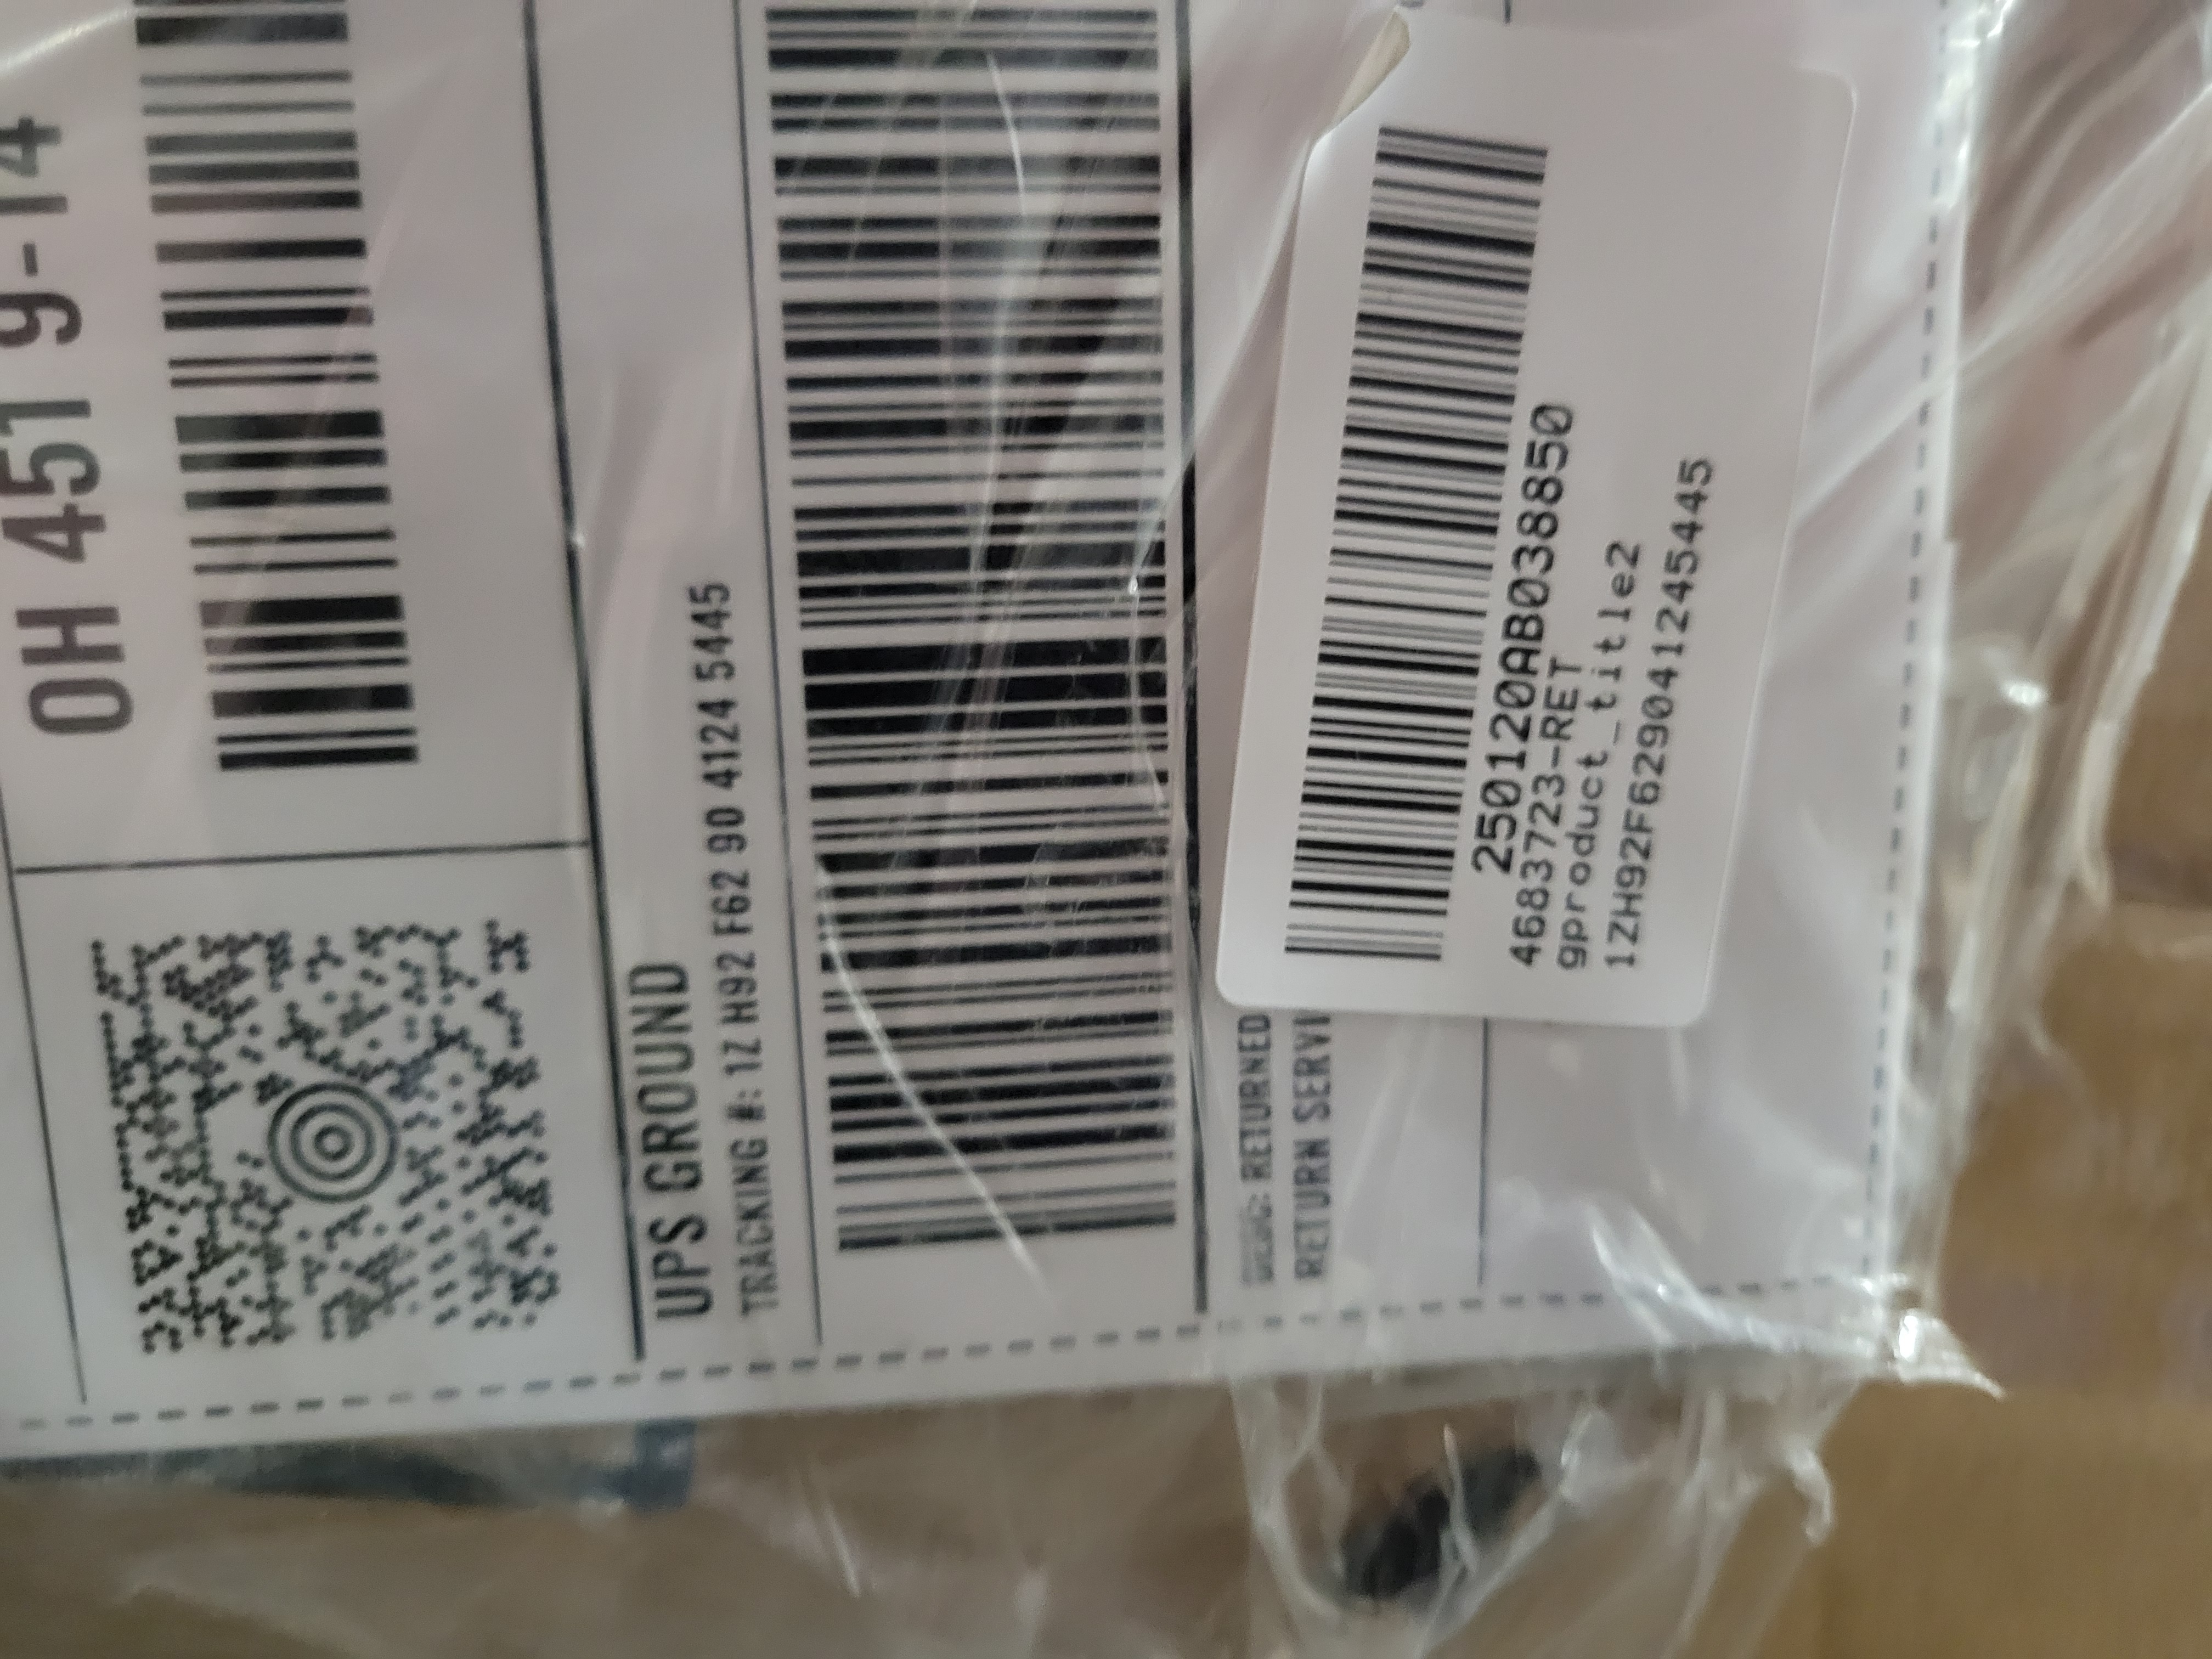 OH 451 9-14
UPS GROUND
TRACKING #: 1Z H92 F62 90 4124 5445
RETURNED
RETURN SERVI
250120AB038850
46837723-RET
gproduct_title2
1ZH92F629041245445